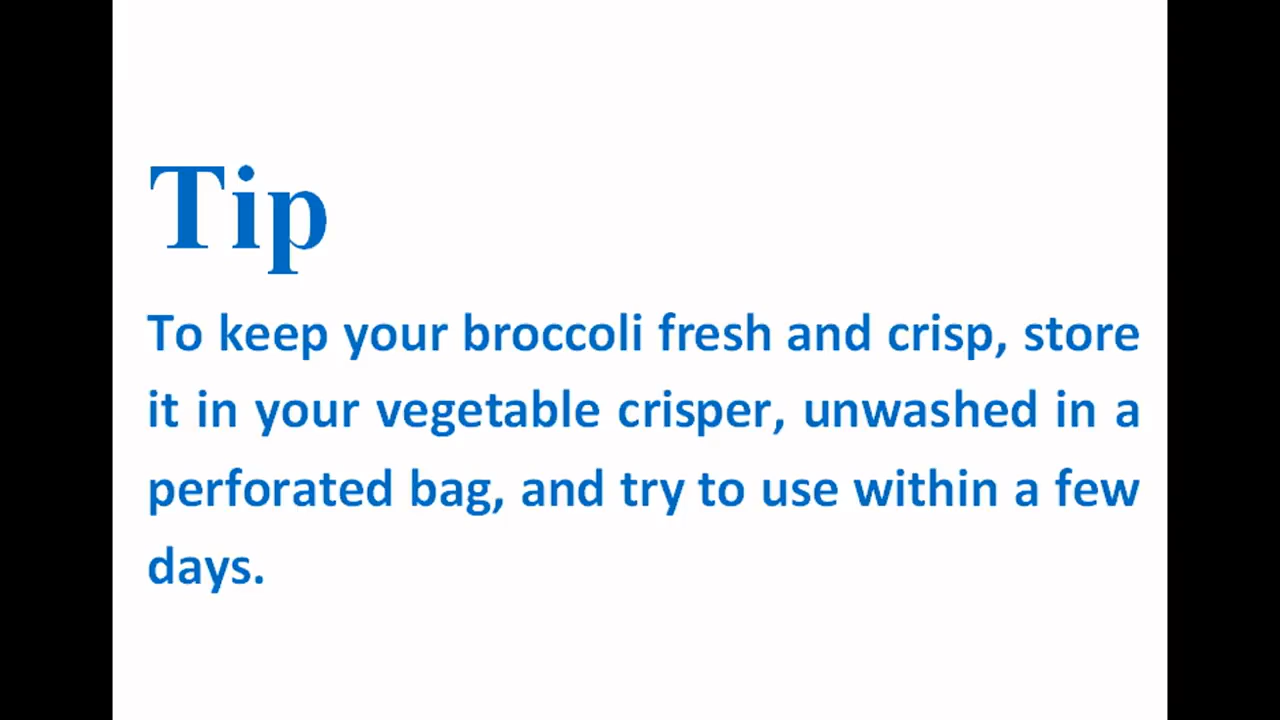 Tip
To keep your broccoli fresh and crisp, store
it in your vegetable crisper, unwashed in a
perforated bag, and try to use within a few
days.